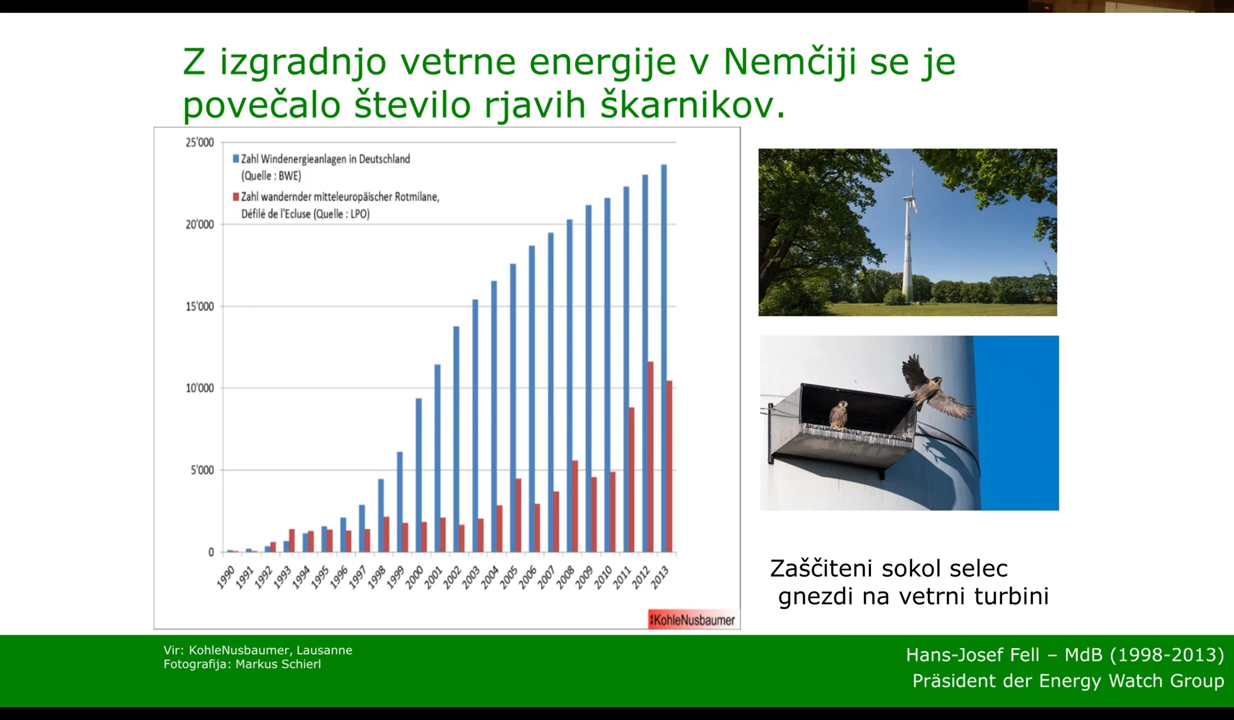 Z izgradnjo vetrne energije v Nemčiji se je
povečalo število rjavih škarnikov.
25'000
20'000
15'000
10'000
5'000
0
Zahl Windenergieanlagen in Deutschland
(Quelle : BWE)
Zahl wandernder mitteleuropäischer Rotmilane,
Défilé de l'Ecluse (Quelle : LPO)
1990
1991
1992
1993
1994
1995
1996
1997
1998
1999
2000
2001
2002
2003
2004
2005
2006
2007
2008
2009
2010
2011
2012
2013
KohleNusbaumer
Zaščiteni sokol selec
gnezdi na vetrni turbini
Vir: KohleNusbaumer, Lausanne
Fotografija: Markus Schierl
Hans-Josef Fell – MdB (1998-2013)
Präsident der Energy Watch Group